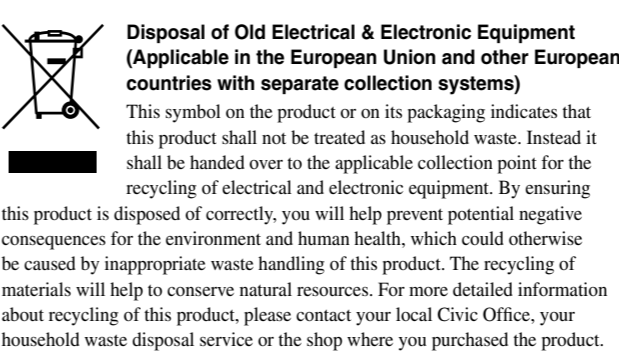 Disposal of Old Electrical & Electronic Equipment
(Applicable in the European Union and other European
countries with separate collection systems)
This symbol on the product or on its packaging indicates that
this product shall not be treated as household waste. Instead it
shall be handed over to the applicable collection point for the
recycling of electrical and electronic equipment. By ensuring
this product is disposed of correctly, you will help prevent potential negative
consequences for the environment and human health, which could otherwise
be caused by inappropriate waste handling of this product. The recycling of
materials will help to conserve natural resources. For more detailed information
about recycling of this product, please contact your local Civic Office, your
household waste disposal service or the shop where you purchased the product.